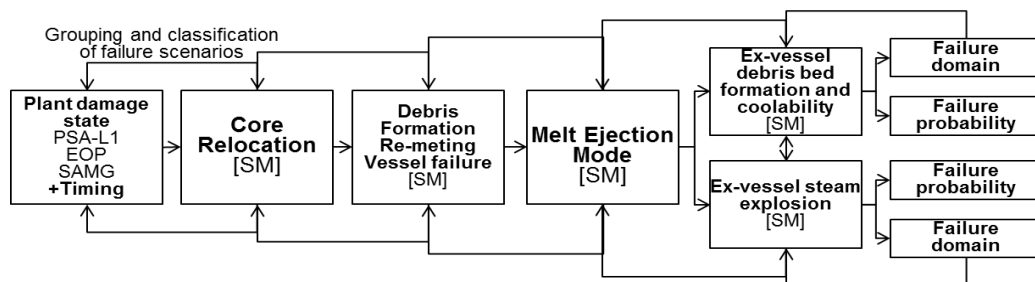 Grouping and classification
of failure scenarios
Plant damage
state
PSA-L1
EOP
SAMG
+Timing
Core
Relocation
[SM]
Debris
Formation
Re-meting
Vessel failure
[SM]
Melt Ejection
Mode
[SM]
Ex-vessel
debris bed
formation and
coolability
[SM]
Ex-vessel steam
explosion
[SM]
Failure
domain
Failure
probability
Failure
probability
Failure
domain